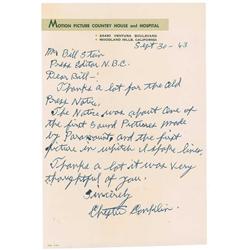 MOTION PICTURE COUNTRY HOUSE AND HOSPITAL
23450 VENTURA BOULEVARD
WOODLAND HILLS, CALIFORNIA
Sept 30 - 63
Mr Bill Stein
Press Editor N.B.C.
Dear Bill-
Thanks a lot for the Old
Press Notice.
The Notice was about one of
the first sound Pictures made
by Paramount and the first
picture in which I spoke lines.
Thanks a lot it was very
thoughtful of you.
Sincerely
Chester Conklin.